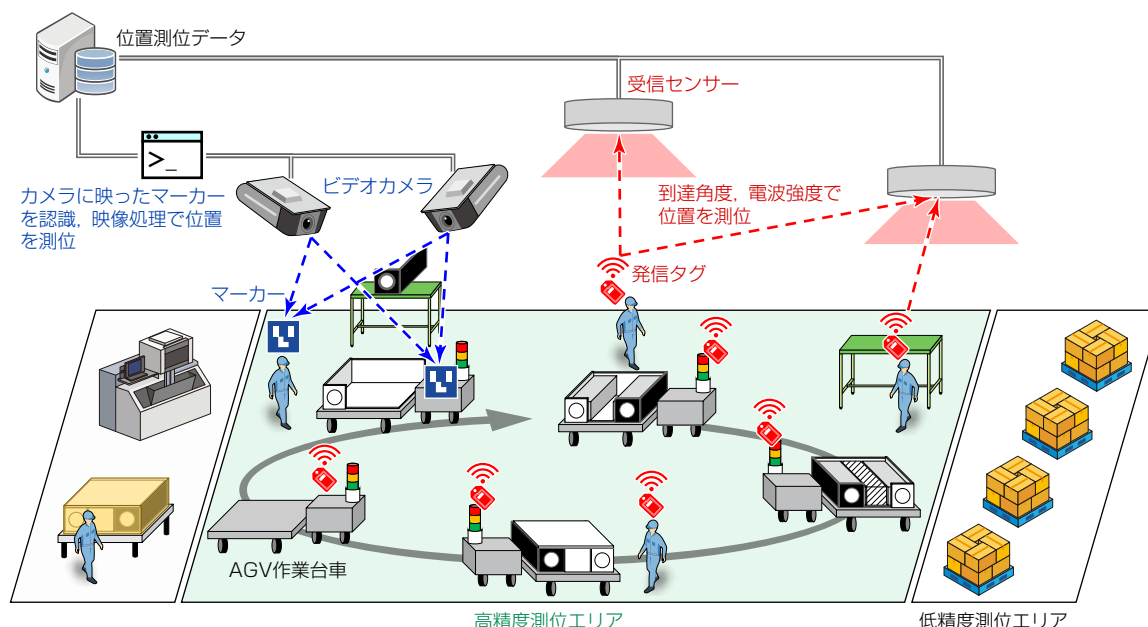 位置測位データ
受信センサー
>_
カメラに映ったマーカー
を認識，映像処理で位置
を測位
ビデオカメラ
到達角度，電波強度で
位置を測位
発信タグ
マーカー
AGV作業台車
高精度測位エリア
低精度測位エリア